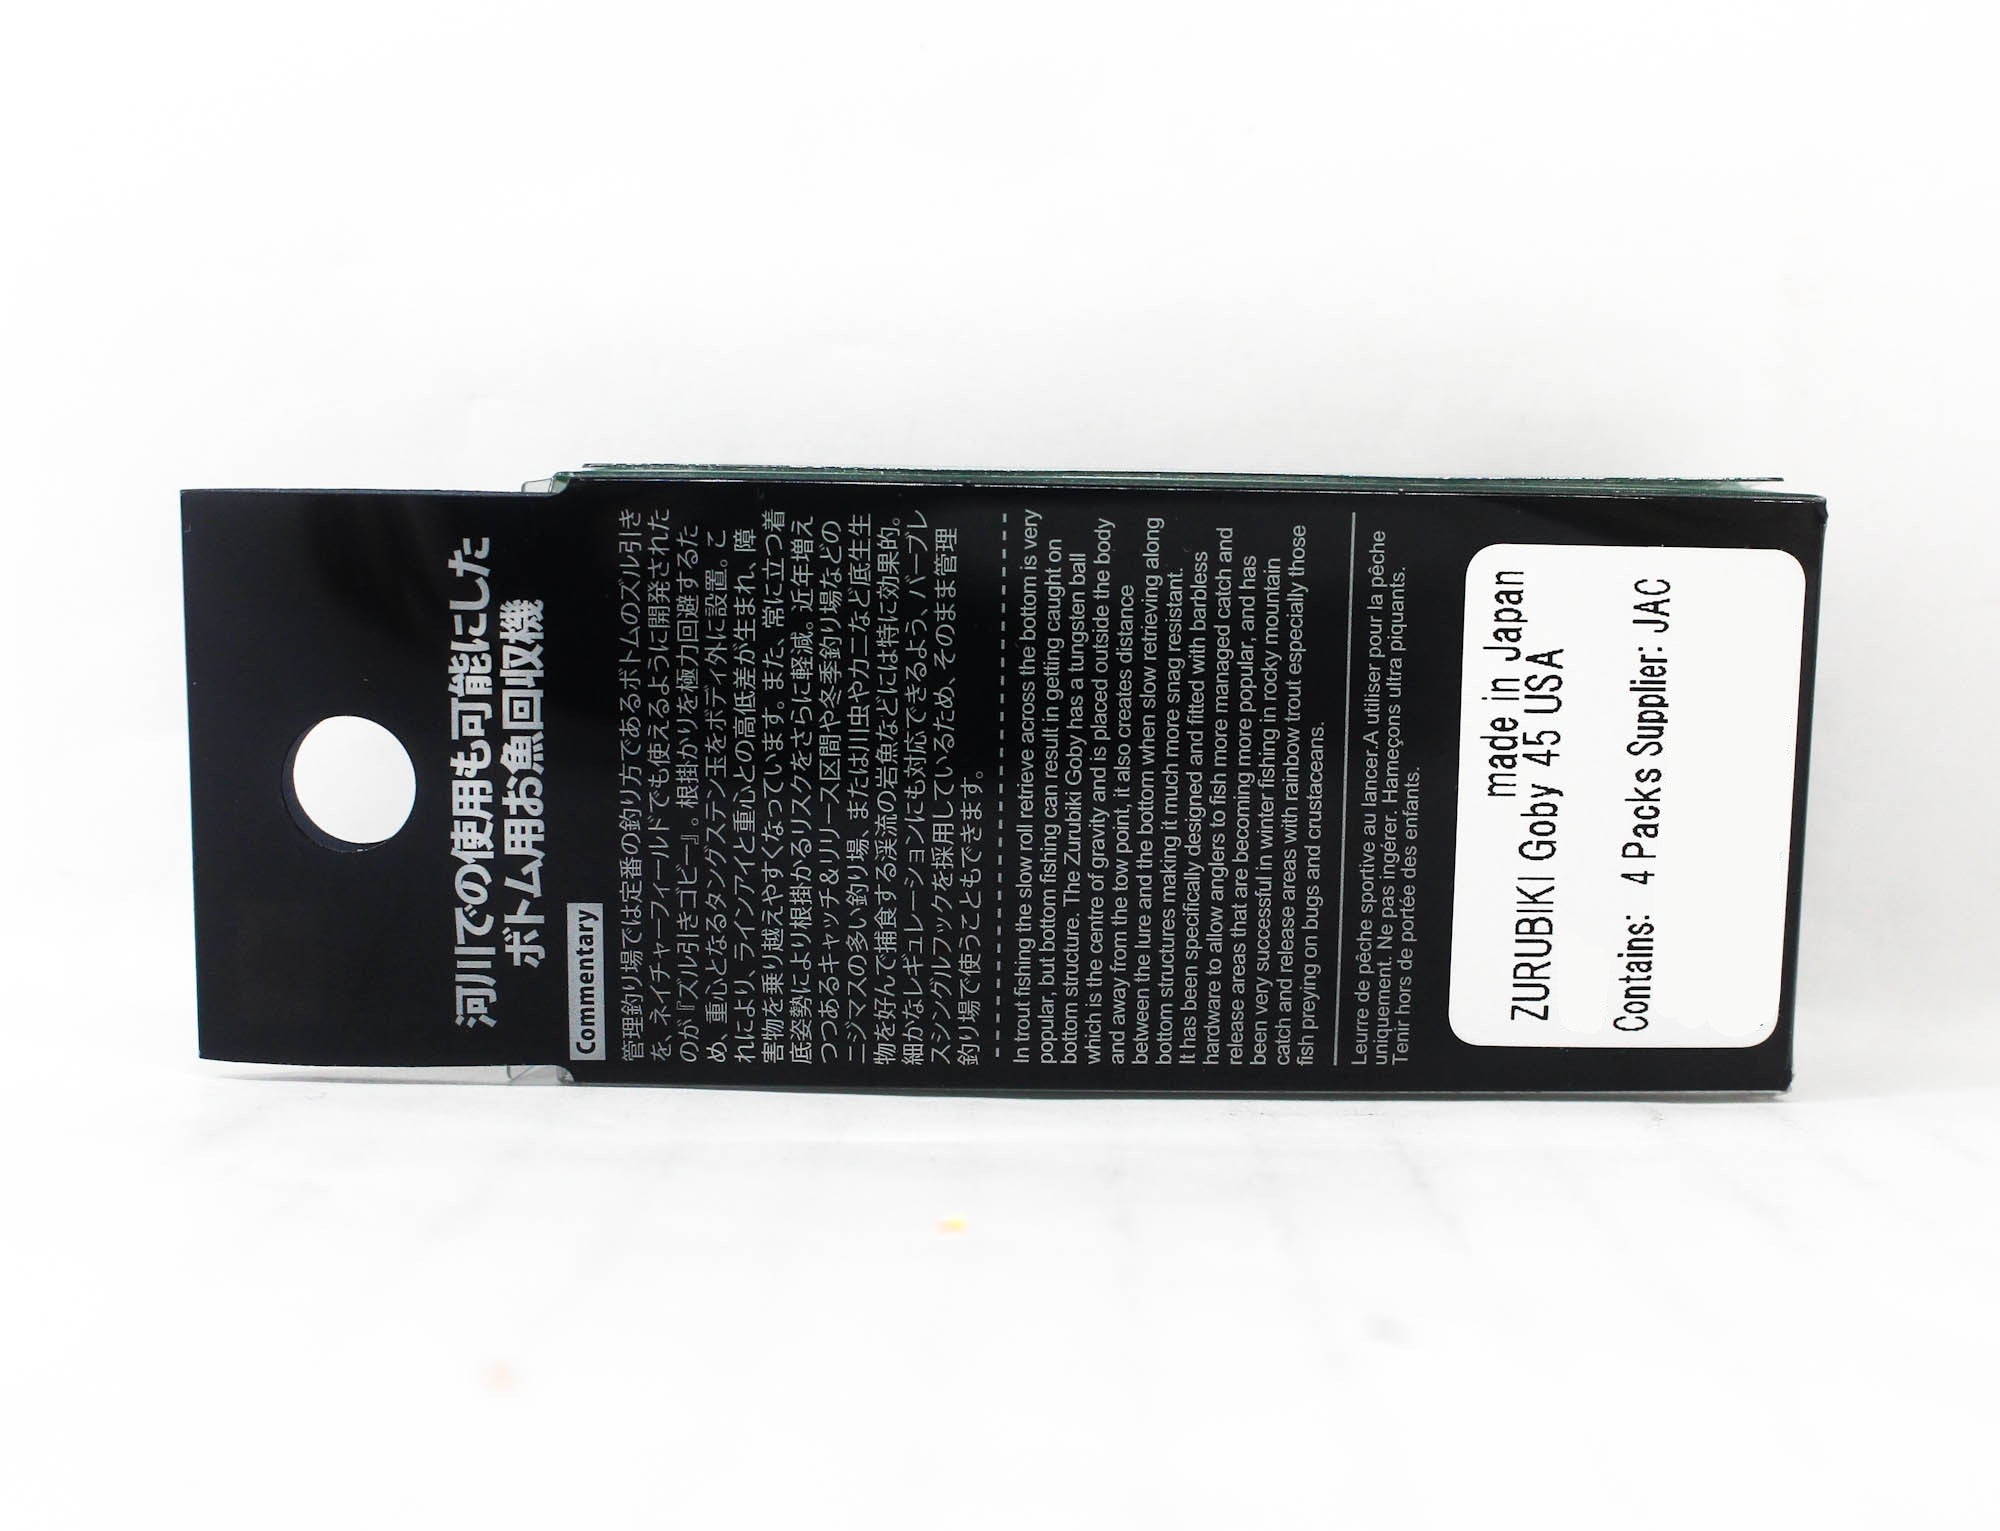 河川での使用も可能にした
ボトム用お魚回収機
Commentary
管理釣り場では定番の釣り方であるボトムのズル引き
を、ネイチャーフィールドでも使えるように開発された
のが『ズル引きゴビー』。根掛かりを極力回避するた
め、重心となるタングステン玉をボディ外に設置。こ
れにより、ラインアイと重心との高低差が生まれ、障
害物を乗り越えやすくなっています。また、常に立つ着
底姿勢により根掛かるリスクをさらに軽減。近年増え
つつあるキャッチ&リリース区間や冬季釣り場などの
ニジマスの多い釣り場、または川虫やカニなど底生生
物を好んで捕食する渓流の岩魚などには特に効果的。
細かなレギュレーションにも対応できるよう、バーブレ
スシングルフックを採用しているため、そのまま管理
釣り場で使うこともできます。
In trout fishing the slow roll retrieve across the bottom is very
popular, but bottom fishing can result in getting caught on
bottom structure. The Zurubiki Goby has a tungsten ball
which is the centre of gravity and is placed outside the body
and away from the tow point, it also creates distance
between the lure and the bottom when slow retrieving along
bottom structures making it much more snag resistant.
It has been specifically designed and fitted with barbless
hardware to allow anglers to fish more managed catch and
release areas that are becoming more popular, and has
been very successful in winter fishing in rocky mountain
catch and release areas with rainbow trout especially those
fish preying on bugs and crustaceans.
Leurre de pêche sportive au lancer.A utiliser pour la pêche
uniquement. Ne pas ingérer. Hameçons ultra piquants.
Tenir hors de portée des enfants.
made in Japan
ZURUBIKI Goby 45 USA
Contains: 4 Packs Supplier: JAC